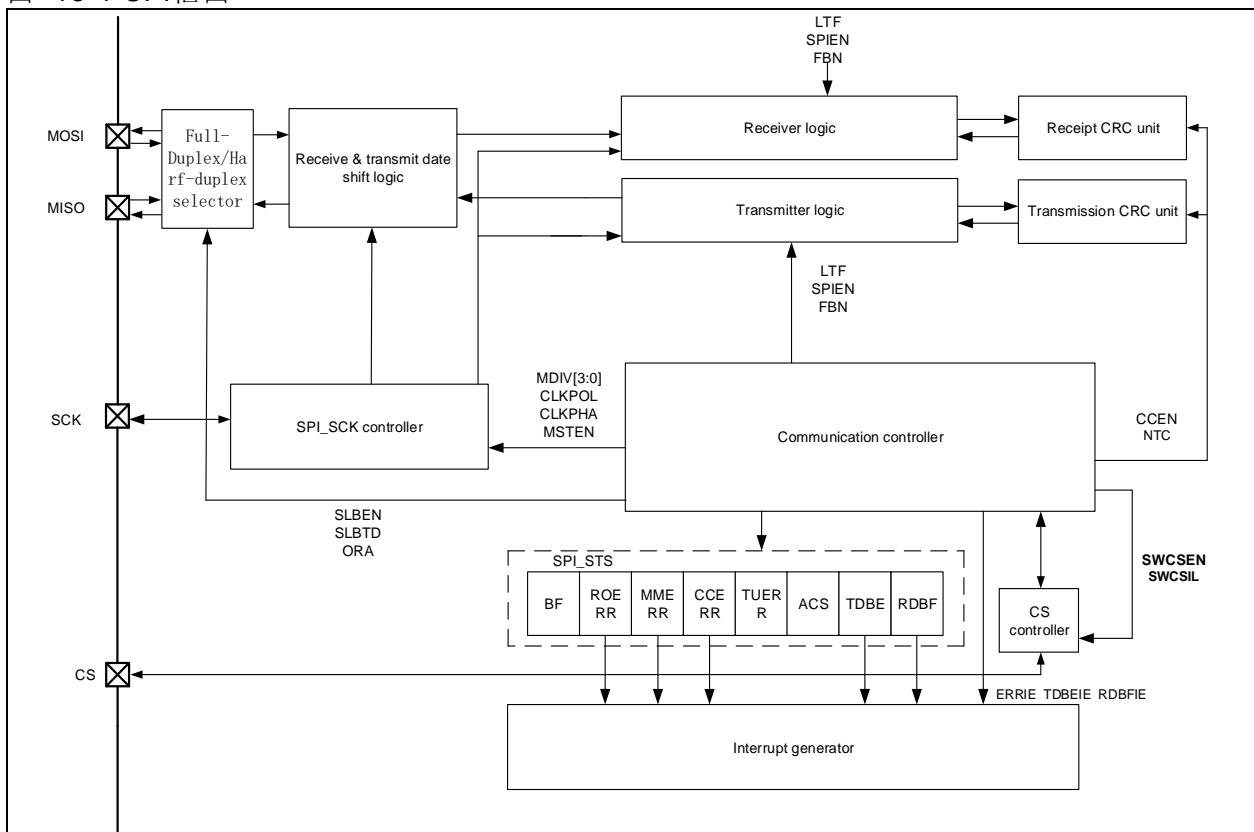 LTF
SPIEN
FBN
MOSI
Full-
Duplex/Ha
rf-duplex
selector
Receive & transmit date
shift logic
Receiver logic
Receipt CRC unit
MISO
Transmitter logic
Transmission CRC unit
LTF
SPIEN
FBN
SCK
SPI_SCK controller
MDIV[3:0]
CLKPOL
CLKPHA
MSTEN
Communication controller
CCEN
NTC
SLBEN
SLBTD
ORA
SPI_STS
BF
ROE
RR
MME
RR
CCE
RR
TUER
R
ACS
TDBE
RDBF
SWCSEN
SWCSIL
CS
controller
CS
ERRIE TDBEIE RDBFIE
Interrupt generator